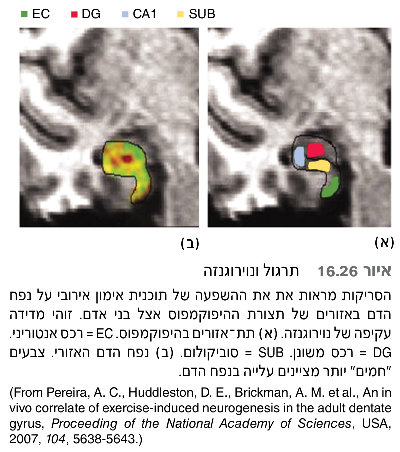 EC DG CA1 SUB
(ב) (א)
איור 16.26 תרגול ונוירוגנזה
הסריקות מראות את את ההשפעה של תוכנית אימון אירובי על נפח
הדם באזורים של תצורת ההיפוקמפוס אצל בני אדם. זוהי מדידה
עקיפה של נוירוגנזה. (א) תת־אזורים בהיפוקמפוס. EC = רכס אנטוריני.
DG = רכס משונן. SUB = סוביקולום. (ב) נפח הדם האזורי. צבעים
"חמים" יותר מציינים עלייה בנפח הדם.
(From Pereira, A. C., Huddleston, D. E., Brickman, A. M. et al., An in
vivo correlate of exercise-induced neurogenesis in the adult dentate
gyrus, Proceeding of the National Academy of Sciences, USA,
2007, 104, 5638-5643.)